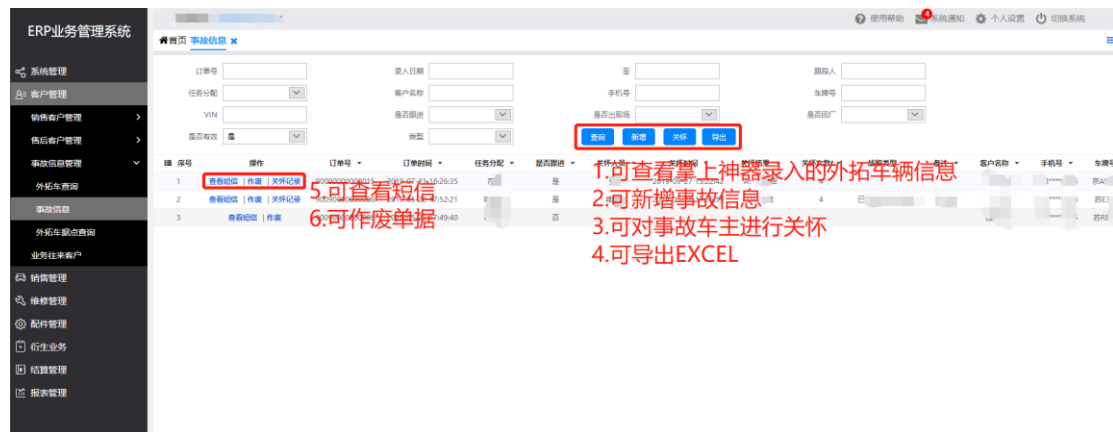 ERP业务管理系统
使用帮助 4 系统通知 个人设置 切换系统
首页 事故信息
系统管理
客户管理
销售客户管理
售后客户管理
事故信息管理
外拓车查询
事故信息
外拓车据点查询
业务往来客户
销售管理
维修管理
配件管理
衍生业务
结算管理
报表管理
订单号 录入日期 至 跟踪人
任务分配 客户名称 手机号 车牌号
VIN 是否跟进 是否出现场 是否回厂
是否有效 是 类型 查询 新增 关怀 导出
序号 操作 订单号 订单时间 任务分配 是否跟进 客户名称 手机号 车牌号
1 查看短信 | 作废 | 关怀记录 是 4
2 查看短信 | 作废 | 关怀记录 是 4
3 查看短信 | 作废 否
1.可查看掌上神器录入的外拓车辆信息
2.可新增事故信息
3.可对事故车主进行关怀
4.可导出EXCEL
5.可查看短信
6.可作废单据